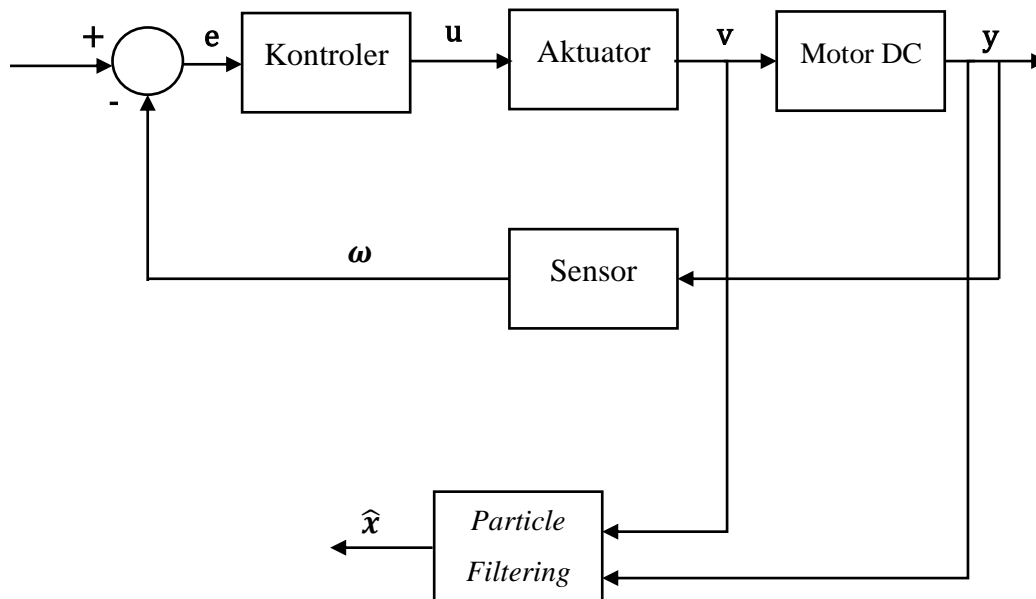 +
e
Kontroler
u
Aktuator
v
Motor DC
y
-
ω
Sensor
x̂
Particle
Filtering